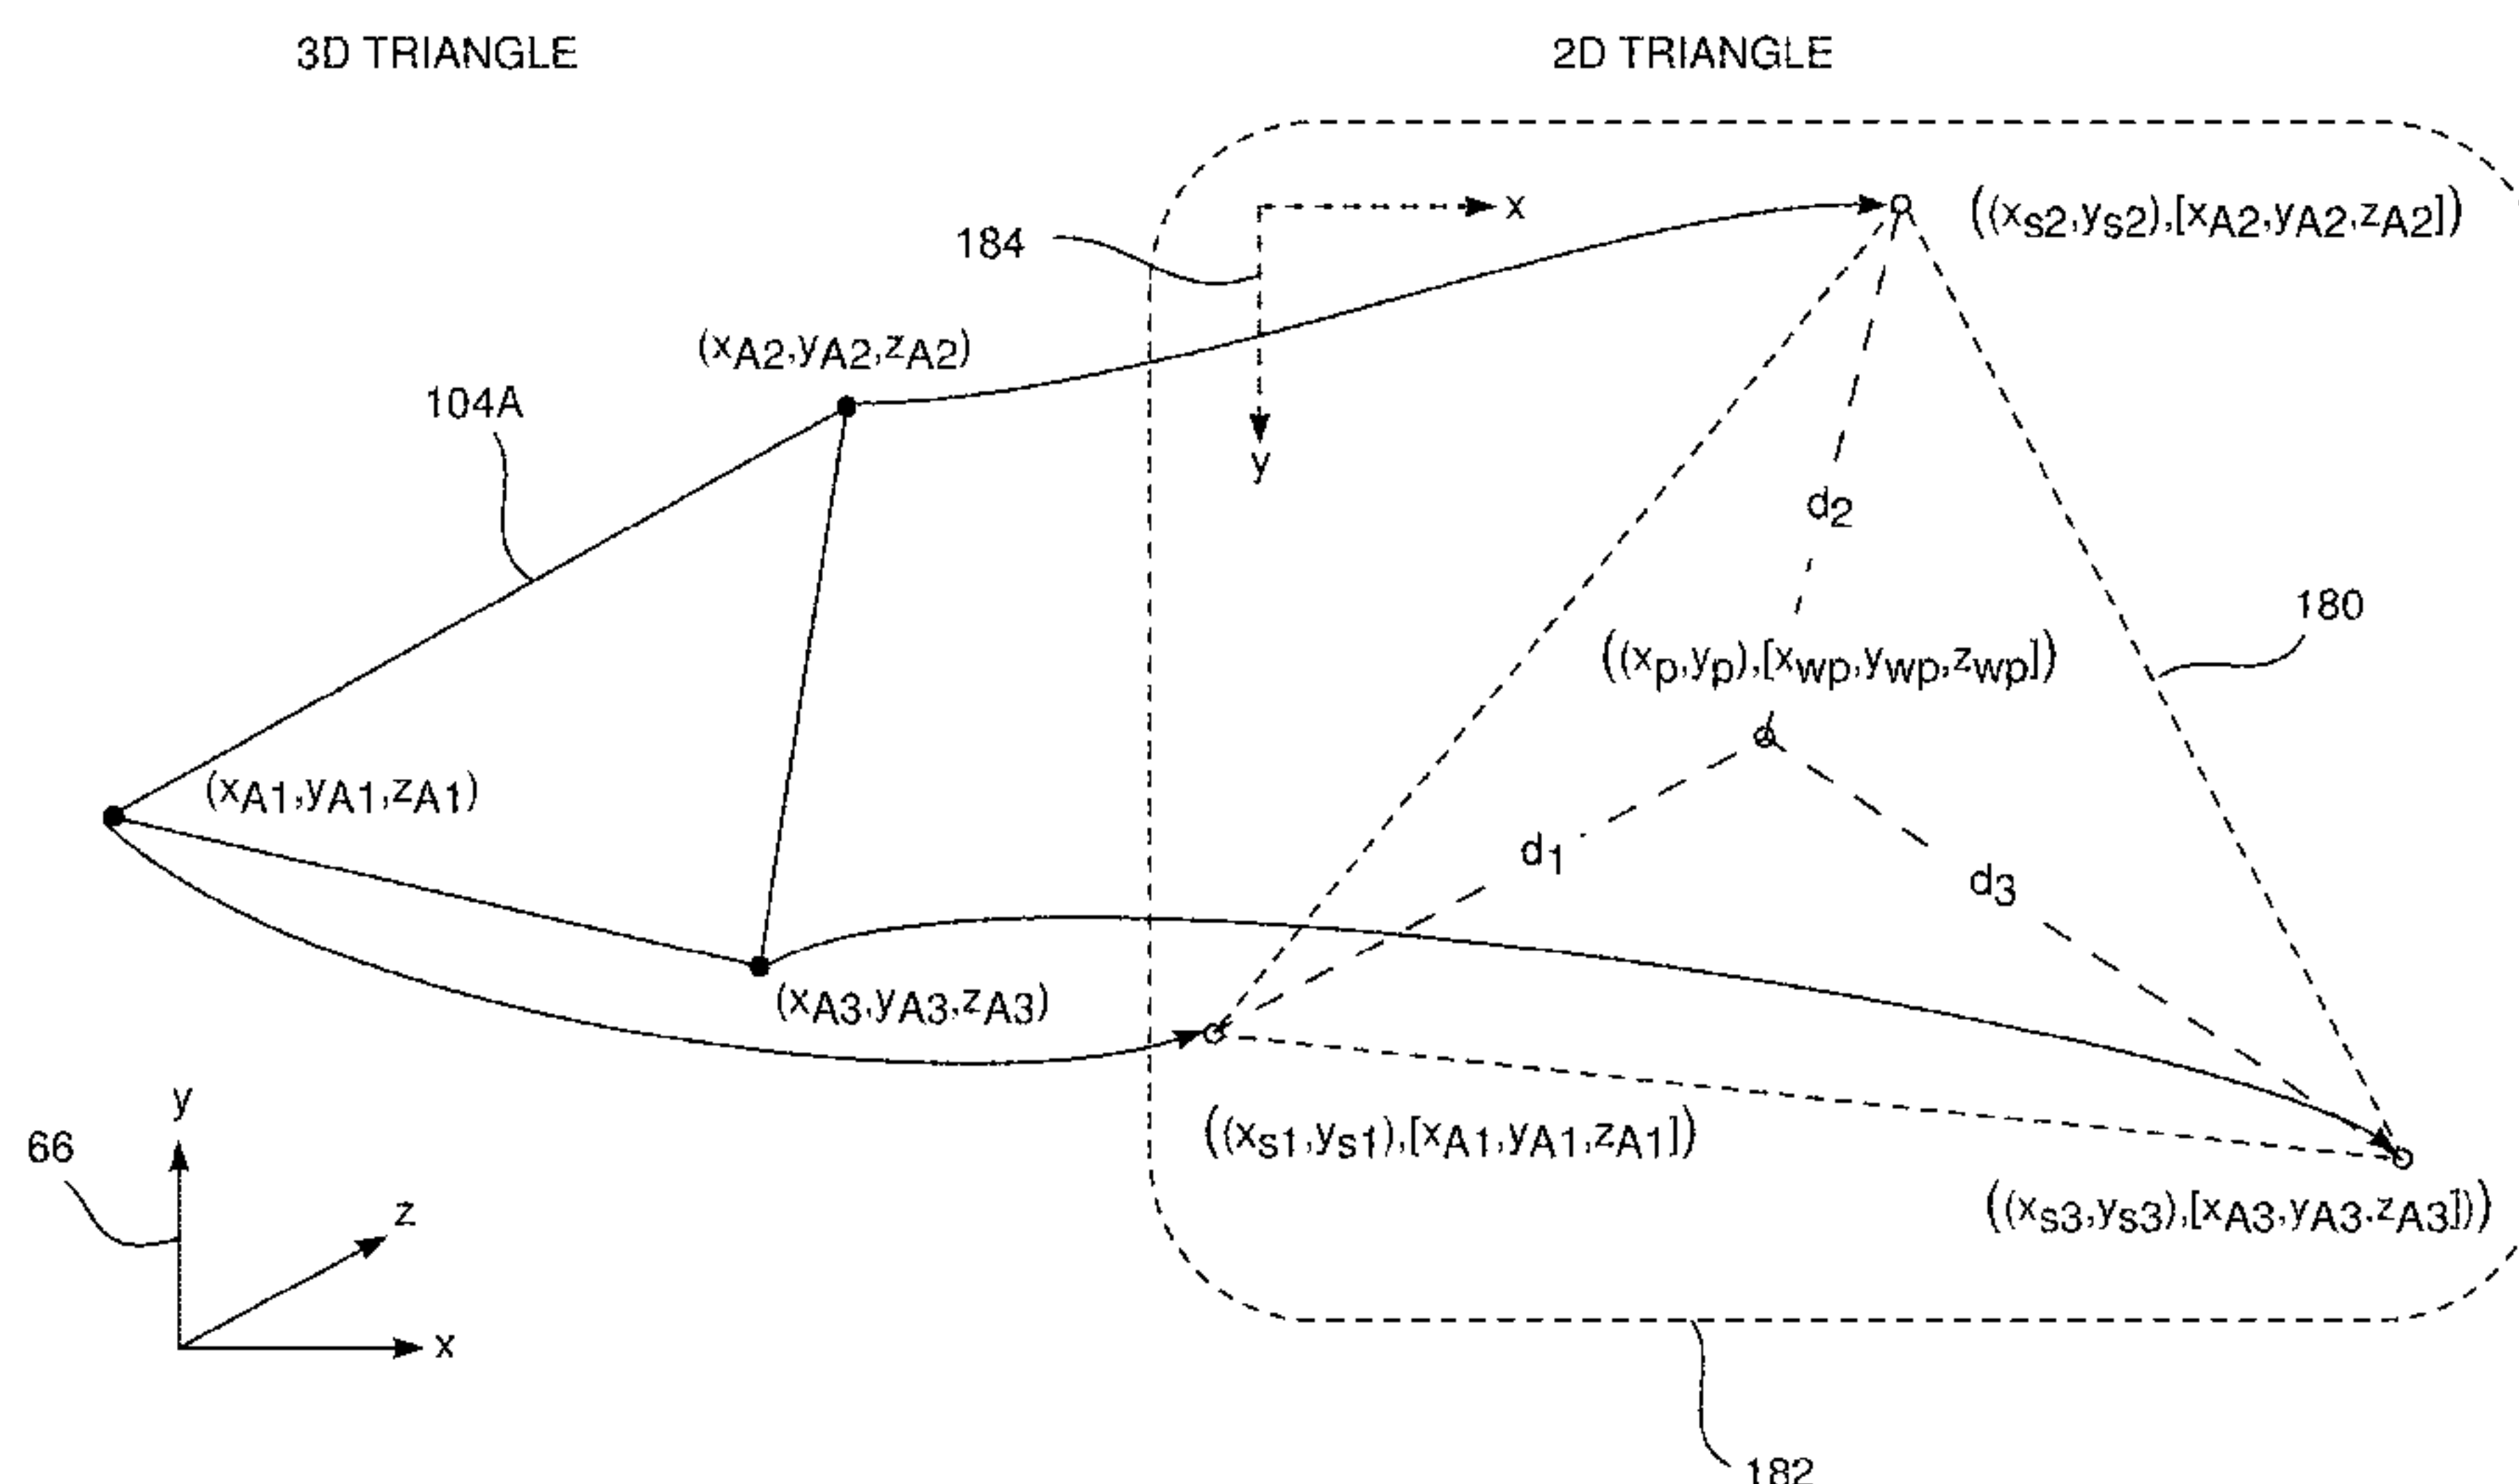 3D TRIANGLE
2D TRIANGLE
184
x
((xs2,ys2),[xA2,yA2,zA2])
(xA2,yA2,zA2)
104A
y
d2
180
((xp,yp),[xwp,ywp,zwp])
(xA1,yA1,zA1)
d1
d3
(xA3,yA3,zA3)
y
66
((xs1,ys1),[xA1,yA1,zA1])
z
((xs3,ys3),[xA3,yA3.zA3]))
x
182